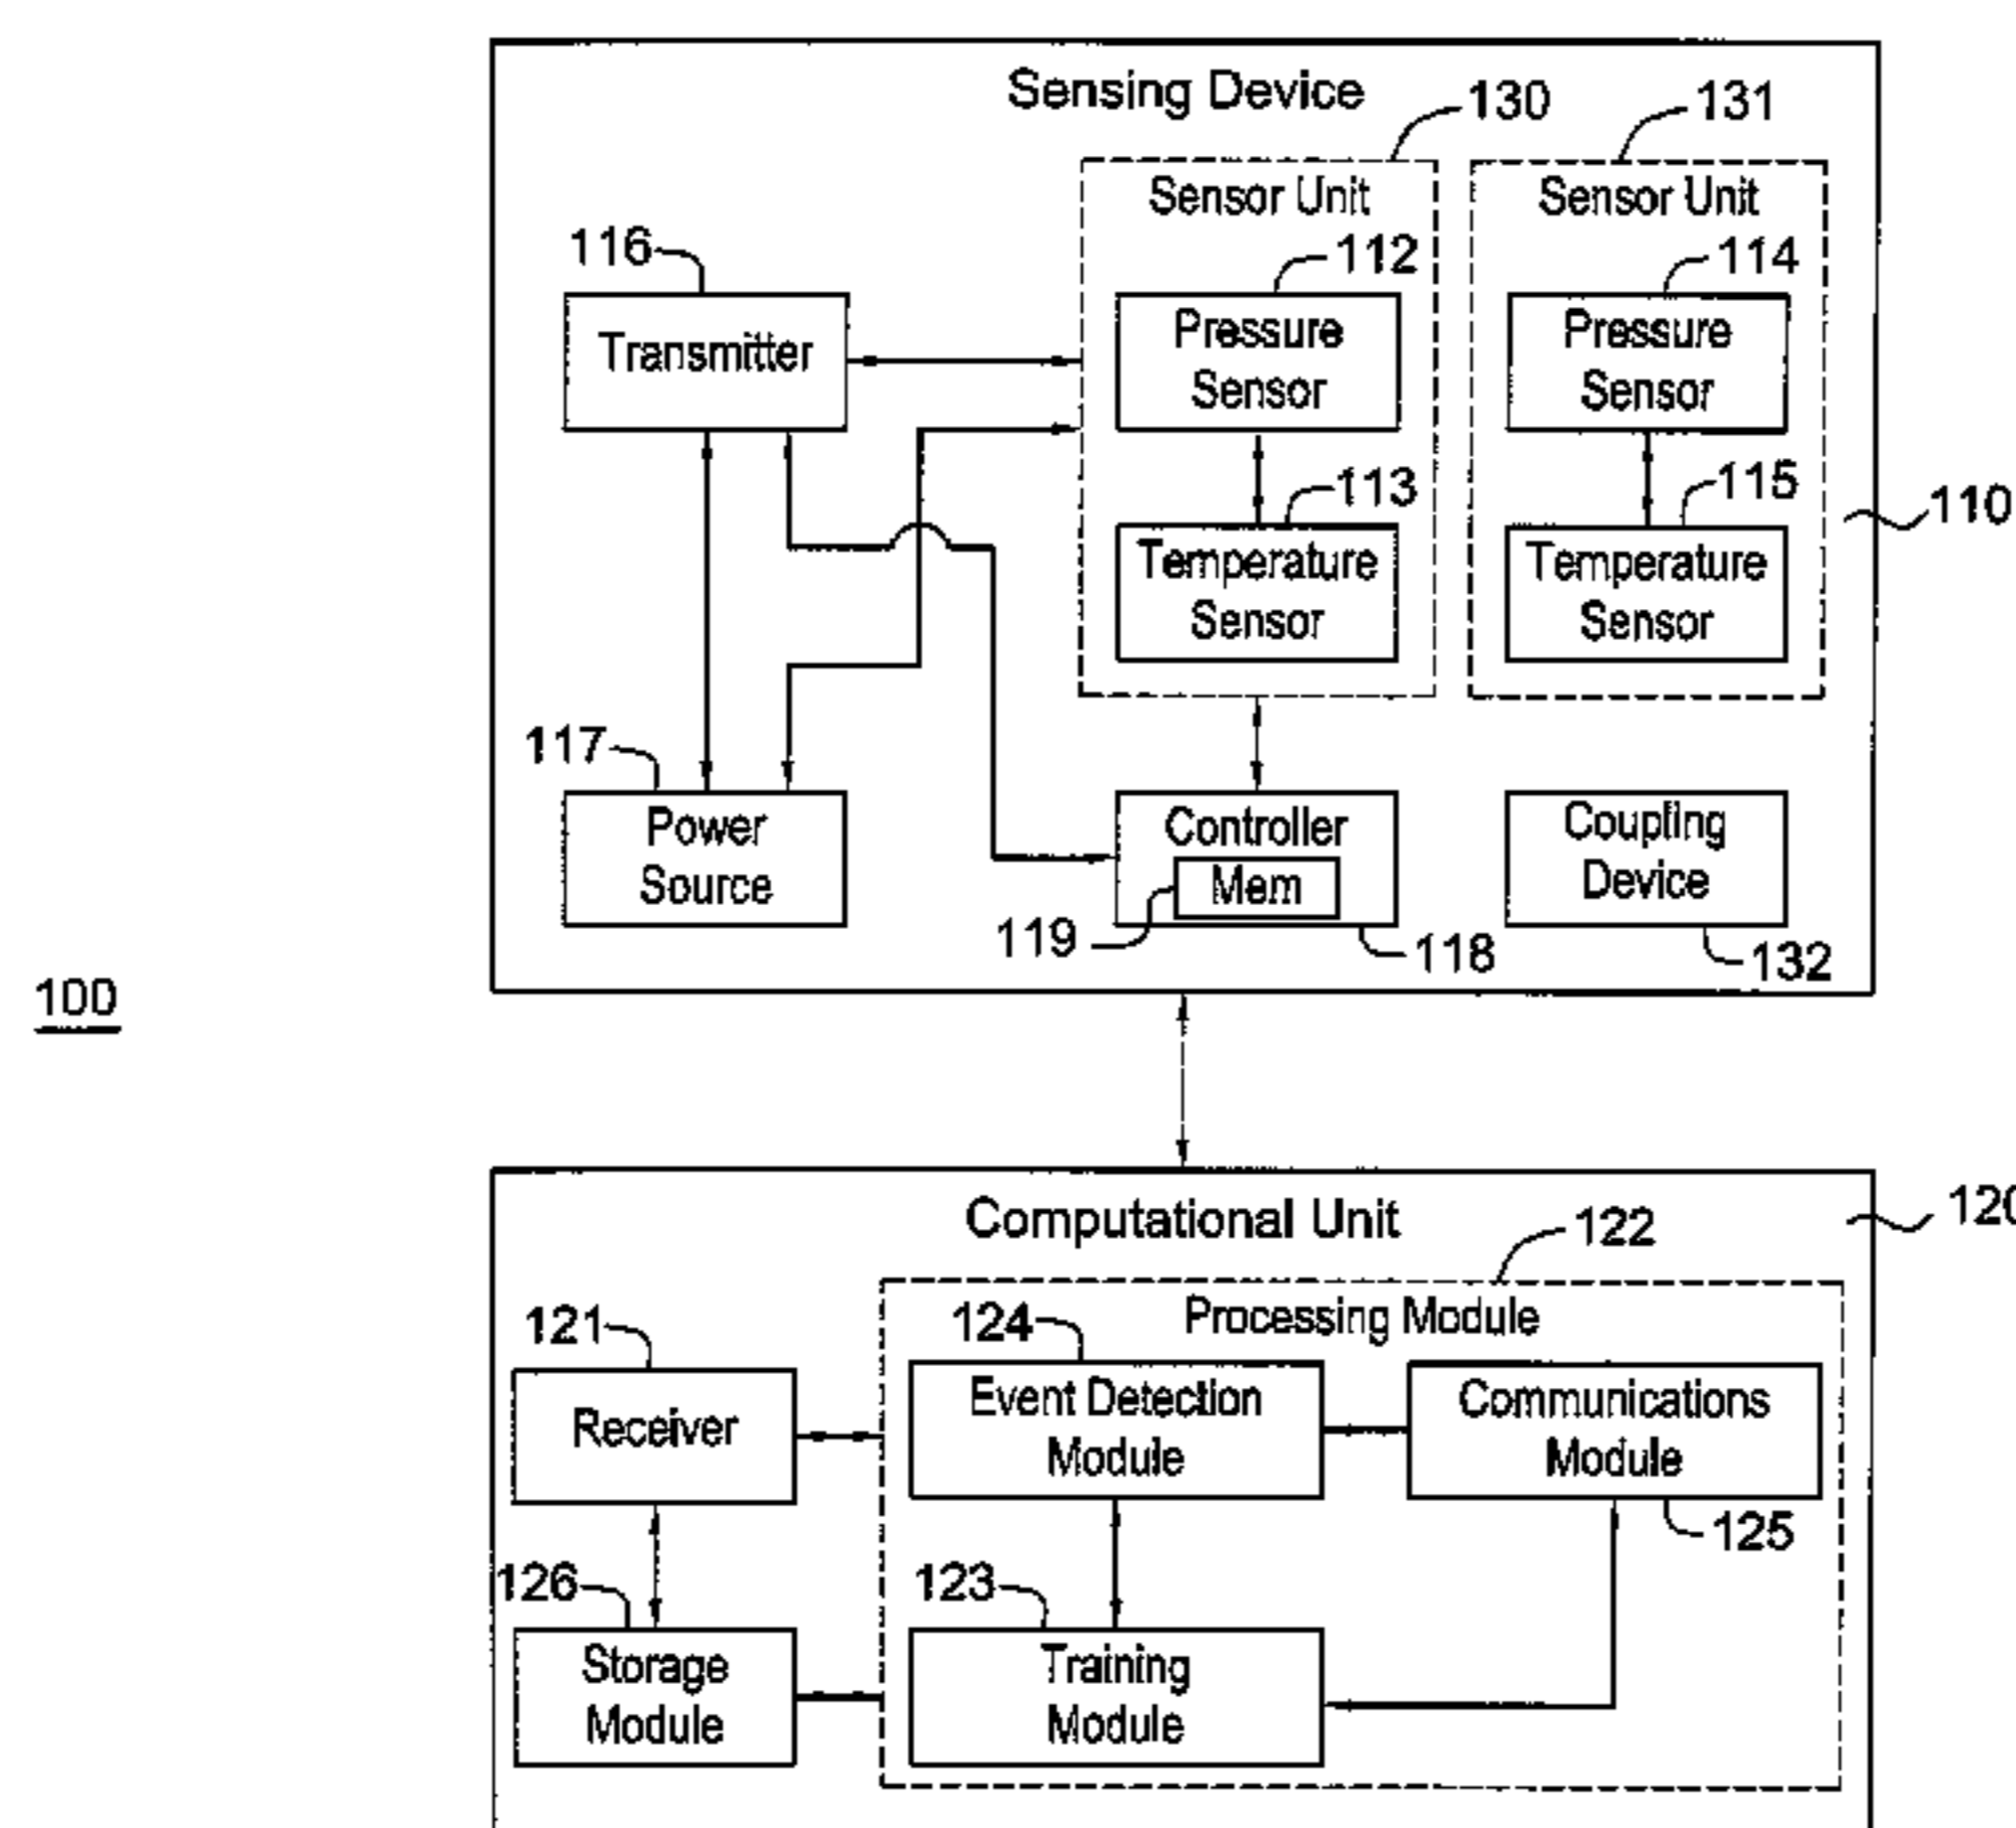 Sensing Device
130
131
Sensor Unit
Sensor Unit
116
112
114
Transmitter
Pressure
Sensor
Pressure
Sensor
113
115
110
Temperature
Sensor
Temperature
Sensor
117
Power
Source
Controller
Mem
Coupling
Device
119
118
132
100
Computational Unit
120
122
Processing Module
121
124
Receiver
Event Detection
Module
Communications
Module
125
126
123
Storage
Module
Training
Module